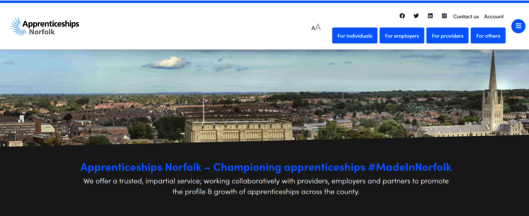 Contact us Account
Apprenticeships
Norfolk
AA
For individuals For employers For providers For others
Apprenticeships Norfolk – Championing apprenticeships #MadeInNorfolk
We offer a trusted, impartial service; working collaboratively with providers, employers and partners to promote
the profile & growth of apprenticeships across the county.